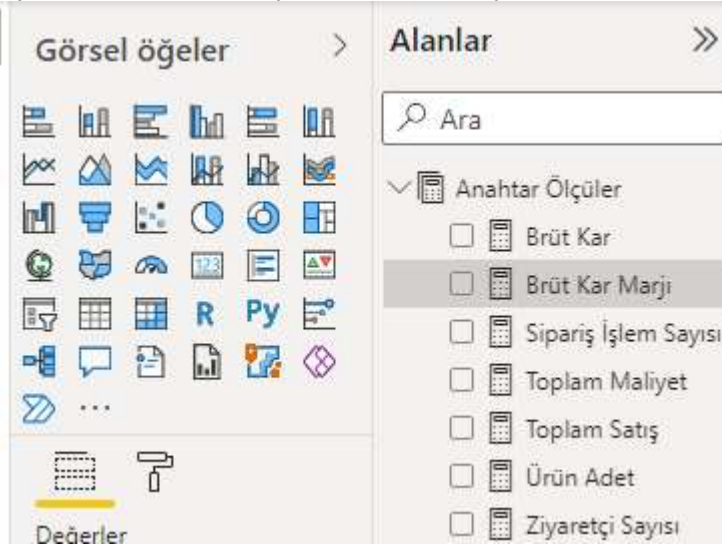 Görsel öğeler
123
R
Py
Değerler
Alanlar
Ara
Anahtar Ölçüler
Brüt Kar
Brüt Kar Marjı
Sipariş İşlem Sayısı
Toplam Maliyet
Toplam Satış
Ürün Adet
Ziyaretçi Sayısı